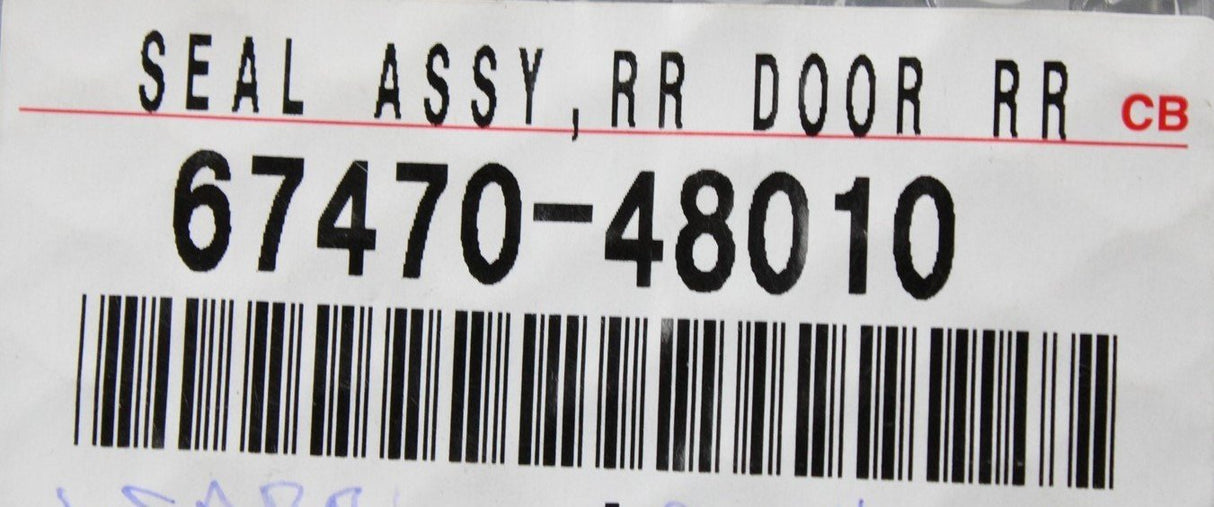 SEAL ASSY,RR DOOR RR CB
67470-48010